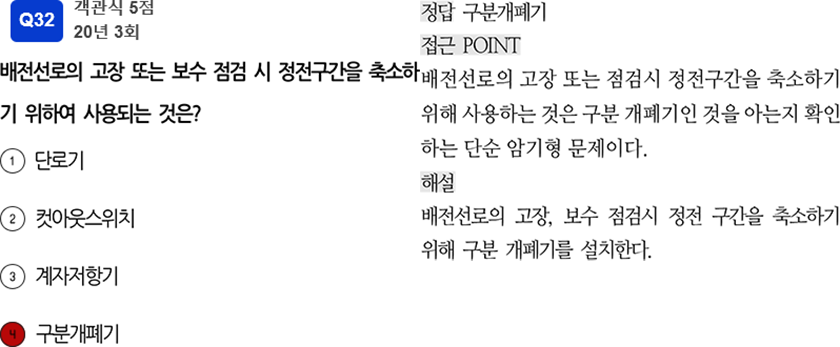 Q32
객관식 5점
20년 3회
배전선로의 고장 또는 보수 점검 시 정전구간을 축소하
기 위하여 사용되는 것은?
① 단로기
② 컷아웃스위치
③ 계자저항기
④ 구분개폐기
정답 구분개폐기
접근 POINT
배전선로의 고장 또는 점검시 정전구간을 축소하기
위해 사용하는 것은 구분 개폐기인 것을 아는지 확인
하는 단순 암기형 문제이다.
해설
배전선로의 고장, 보수 점검시 정전 구간을 축소하기
위해 구분 개폐기를 설치한다.